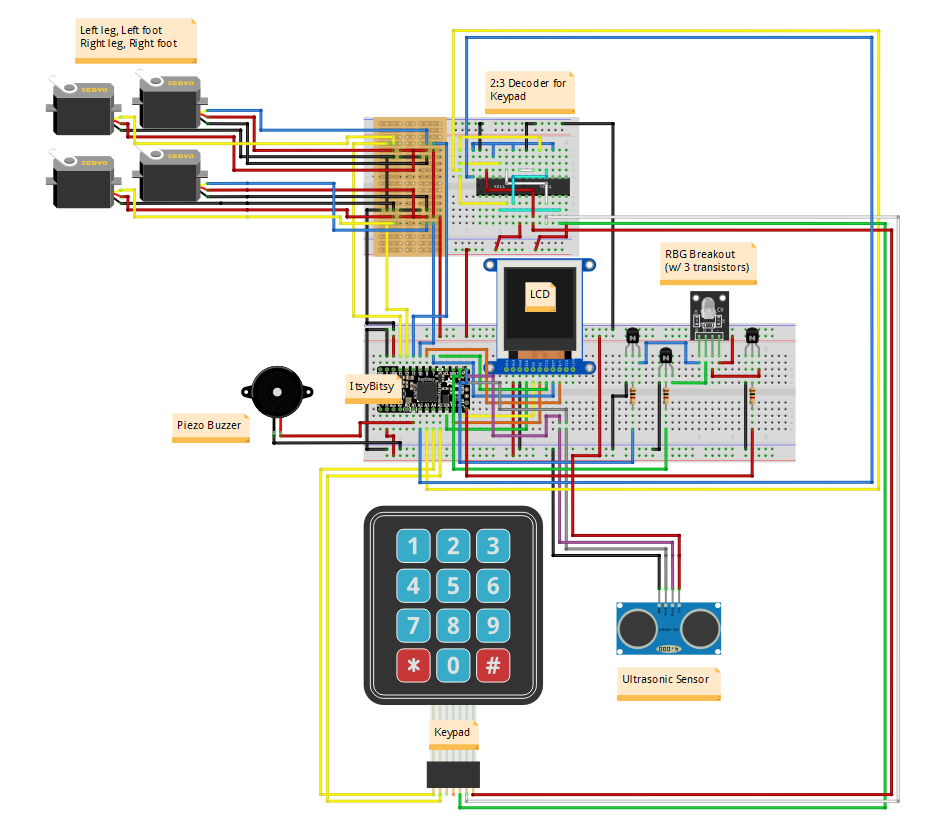 Left leg, Left foot
Right leg, Right foot
SERVO
SERVO
SERVO
SERVO
2:3 Decoder for
Keypad
RBG Breakout
(w/ 3 transistors)
LCD
ItsyBitsy
Piezo Buzzer
1 2 3
4 5 6
7 8 9
* 0 #
Ultrasonic Sensor
Keypad